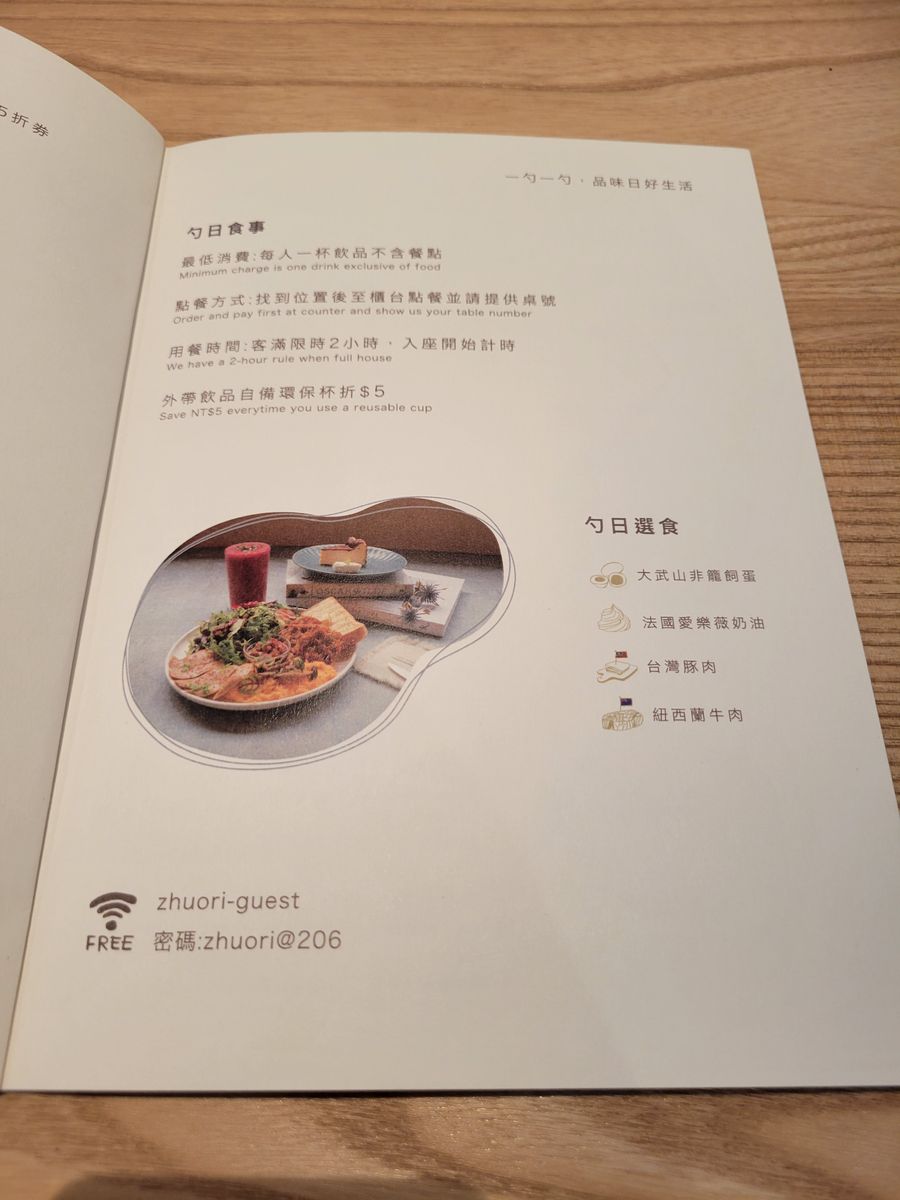 5折券
一勺一勺，品味日好生活
勺日食事
最低消費:每人一杯飲品不含餐點
Minimum charge is one drink exclusive of food
點餐方式:找到位置後至櫃台點餐並請提供桌號
Order and pay first at counter and show us your table number
用餐時間:客滿限時2小時，入座開始計時
We have a 2-hour rule when full house
外帶飲品自備環保杯折$5
Save NT$5 everytime you use a reusable cup
勺日選食
大武山非籠飼蛋
法國愛樂薇奶油
台灣豚肉
紐西蘭牛肉
zhuori-guest
FREE 密碼:zhuori@206